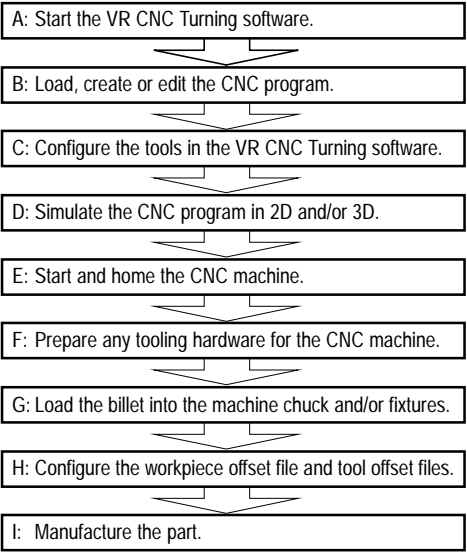 A: Start the VR CNC Turning software.
B: Load, create or edit the CNC program.
C: Configure the tools in the VR CNC Turning software.
D: Simulate the CNC program in 2D and/or 3D.
E: Start and home the CNC machine.
F: Prepare any tooling hardware for the CNC machine.
G: Load the billet into the machine chuck and/or fixtures.
H: Configure the workpiece offset file and tool offset files.
I: Manufacture the part.